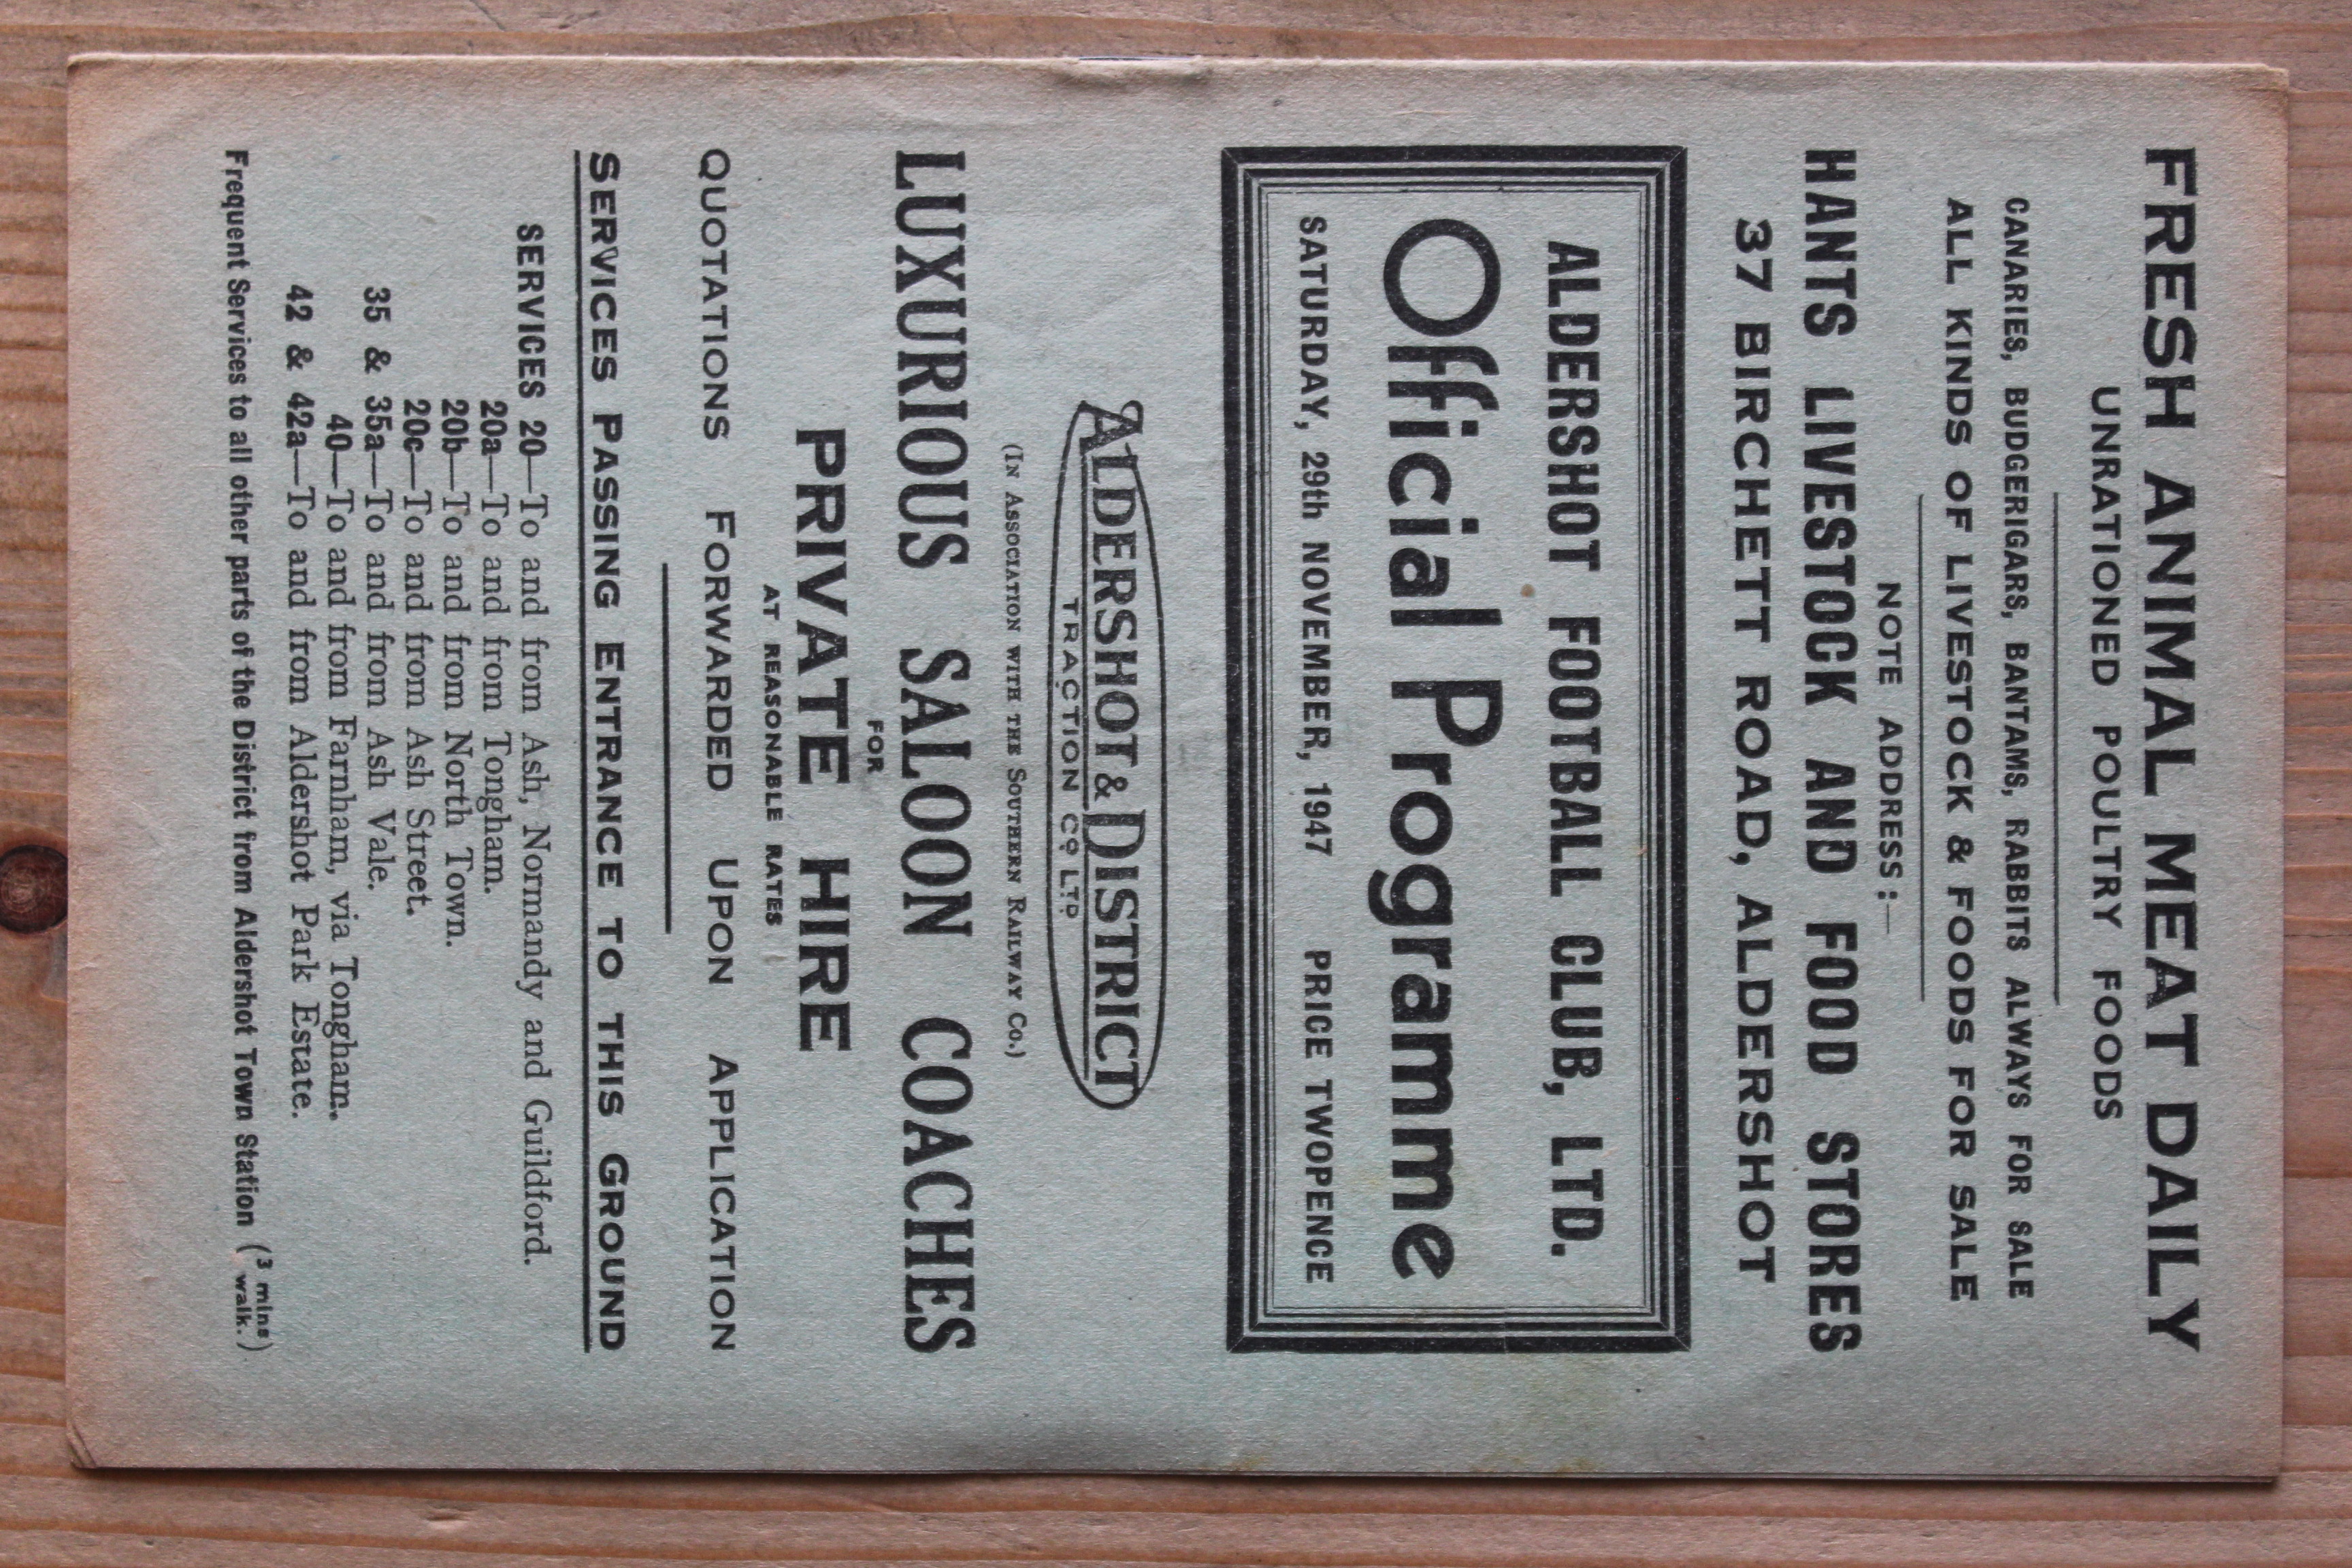 FRESH ANIMAL MEAT DAILY
UNRATIONED POULTRY FOODS
CANARIES, BUDGERIGARS, BANTAMS, RABBITS ALWAYS FOR SALE
ALL KINDS OF LIVESTOCK & FOODS FOR SALE
NOTE ADDRESS:—
HANTS LIVESTOCK AND FOOD STORES
37 BIRCHETT ROAD, ALDERSHOT
ALDERSHOT FOOTBALL CLUB, LTD.
Official Programme
SATURDAY, 29th NOVEMBER, 1947 PRICE TWOPENCE
ALDERSHOT & DISTRICT
TRACTION CO LTD
(IN ASSOCIATION WITH THE SOUTHERN RAILWAY CO.)
LUXURIOUS SALOON COACHES
FOR
PRIVATE HIRE
AT REASONABLE RATES
QUOTATIONS FORWARDED UPON APPLICATION
SERVICES PASSING ENTRANCE TO THIS GROUND
SERVICES 20—To and from Ash, Normandy and Guildford.
20a—To and from Tongham.
20b—To and from North Town.
20c—To and from Ash Street.
35 & 35a—To and from Ash Vale.
40—To and from Farnham, via Tongham.
42 & 42a—To and from Aldershot Park Estate.
Frequent Services to all other parts of the District from Aldershot Town Station (3 mins walk.)